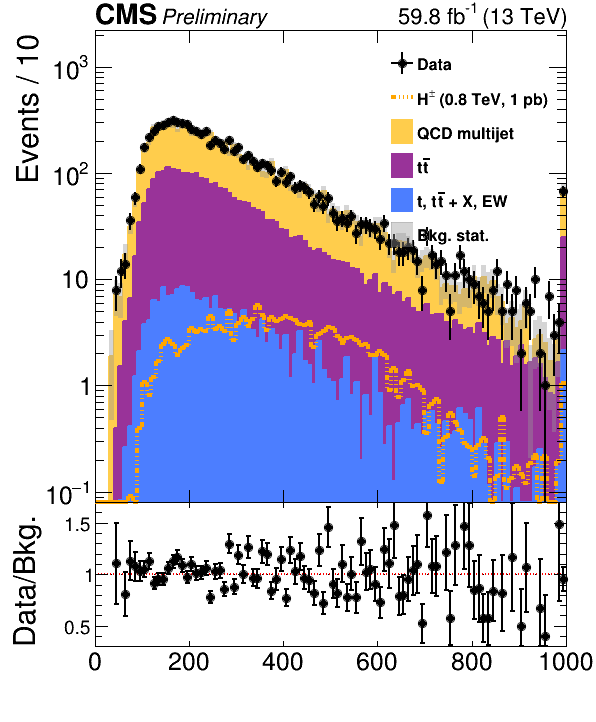 CMS Preliminary 59.8 fb⁻¹ (13 TeV)
Events / 10
10³
10²
10
1
10⁻¹
Data
H± (0.8 TeV, 1 pb)
QCD multijet
tt̄
t, tt̄ + X, EW
Bkg. stat.
Data/Bkg.
1.5
1
0.5
0 200 400 600 800 1000